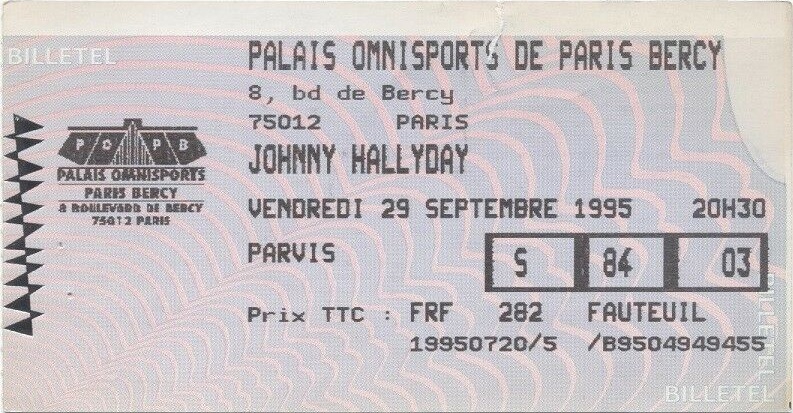 BILLETEL
PALAIS OMNISPORTS DE PARIS BERCY
8, bd de Bercy
75012 PARIS
POPB
PALAIS OMNISPORTS
PARIS BERCY
8 BOULEVARD DE BERCY
75012 PARIS
JOHNNY HALLYDAY
VENDREDI 29 SEPTEMBRE 1995 20H30
PARVIS S 84 03
Prix TTC : FRF 282 FAUTEUIL
19950720/5 /B9504949455
BILLETEL
BILLETEL